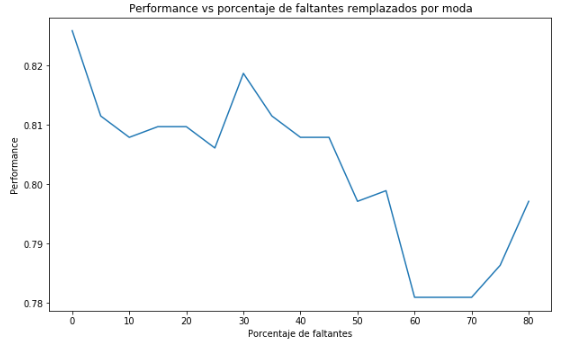 Performance vs porcentaje de faltantes remplazados por moda
0.82
0.81
0.80
0.79
0.78
Performance
0 10 20 30 40 50 60 70 80
Porcentaje de faltantes